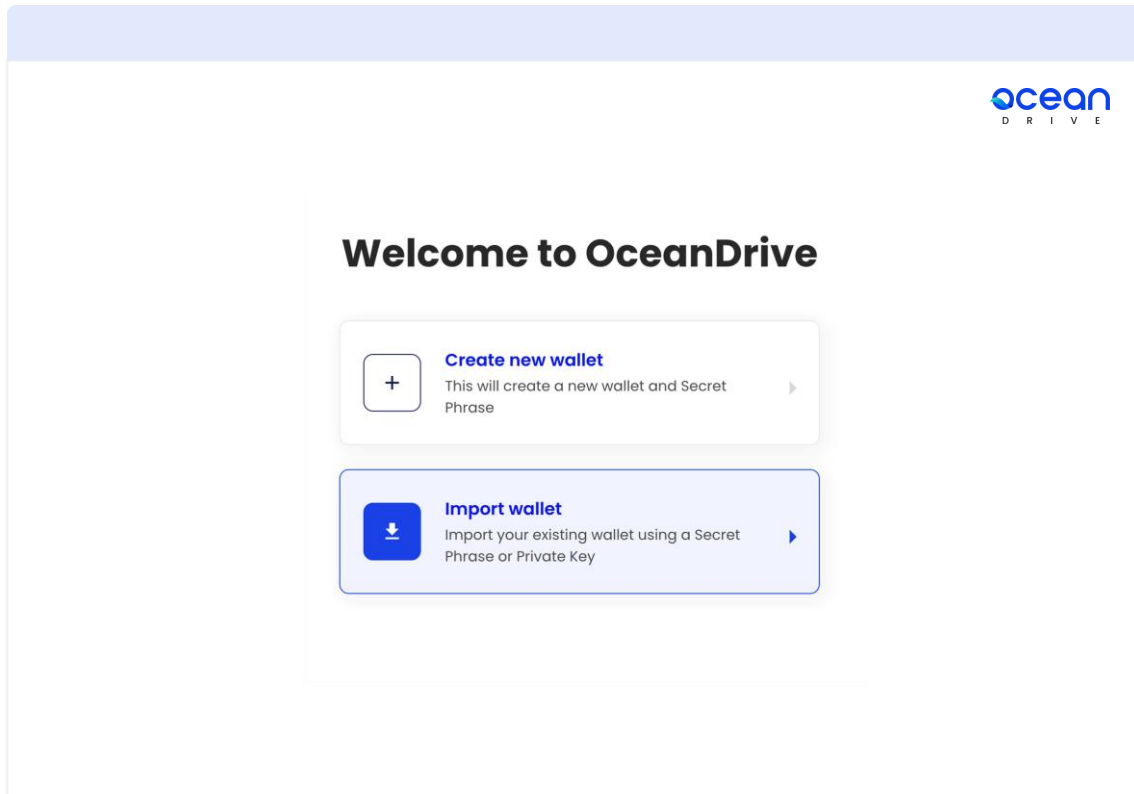 ocean
DRIVE
Welcome to OceanDrive
Create new wallet
This will create a new wallet and Secret
Phrase
Import wallet
Import your existing wallet using a Secret
Phrase or Private Key